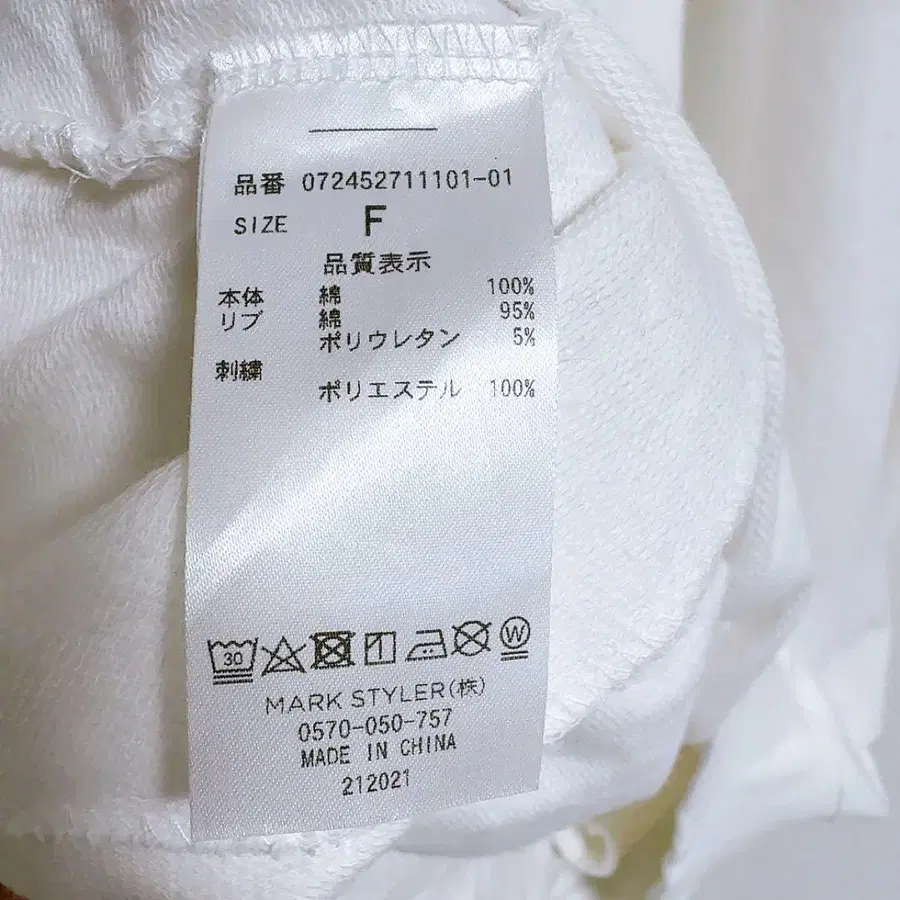 品番 072452711101-01
SIZE F
品質表示
本体 綿 100%
リブ 綿 95%
ポリウレタン 5%
刺繍
ポリエステル 100%
30 W
MARK STYLER(株)
0570-050-757
MADE IN CHINA
212021